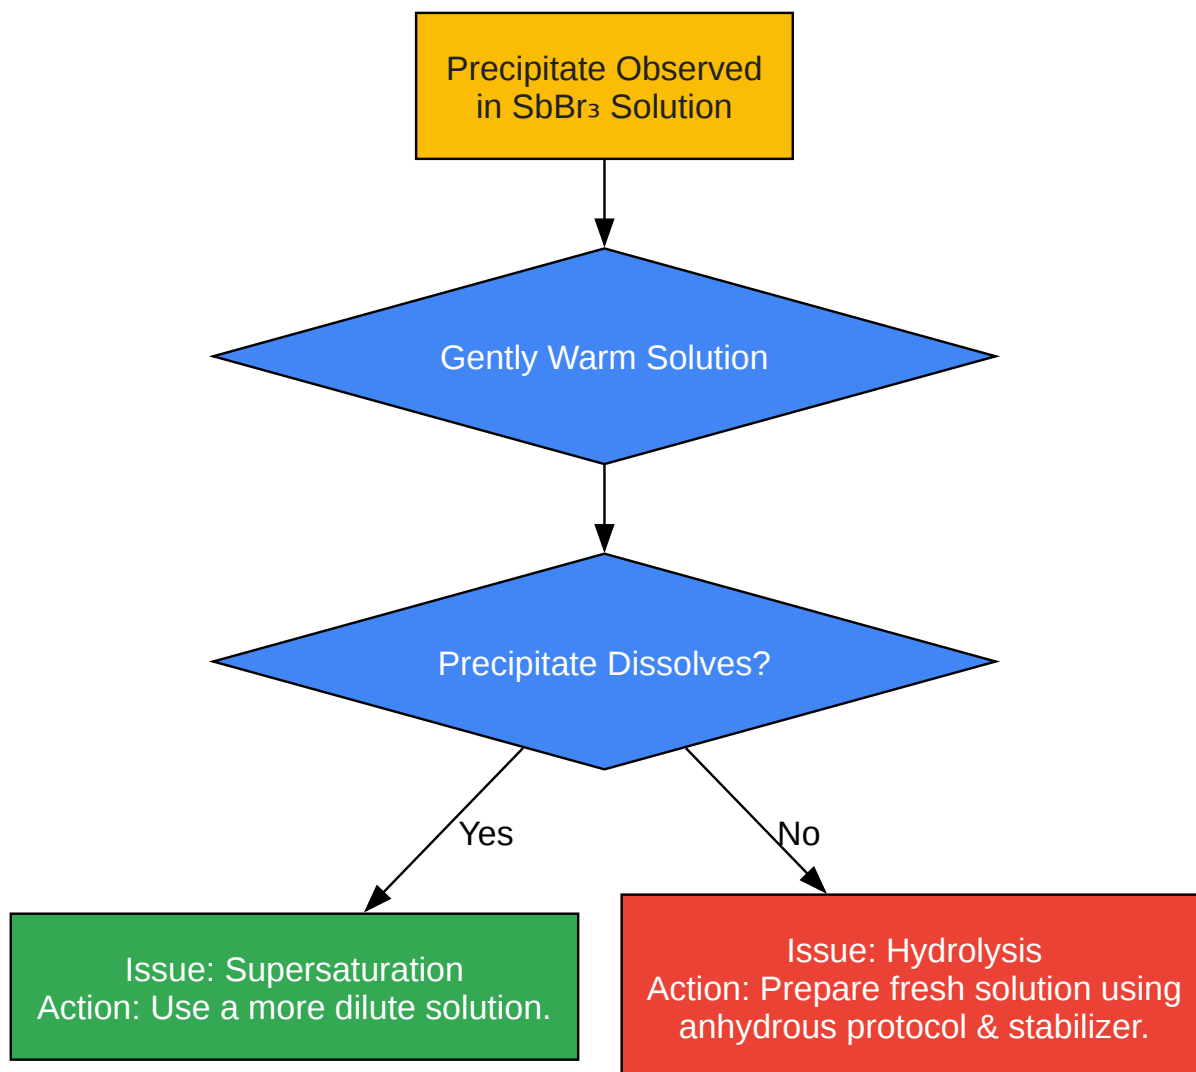 Precipitate Observed
in SbBr₃ Solution
Gently Warm Solution
Precipitate Dissolves?
Yes
No
Issue: Supersaturation
Action: Use a more dilute solution.
Issue: Hydrolysis
Action: Prepare fresh solution using
anhydrous protocol & stabilizer.